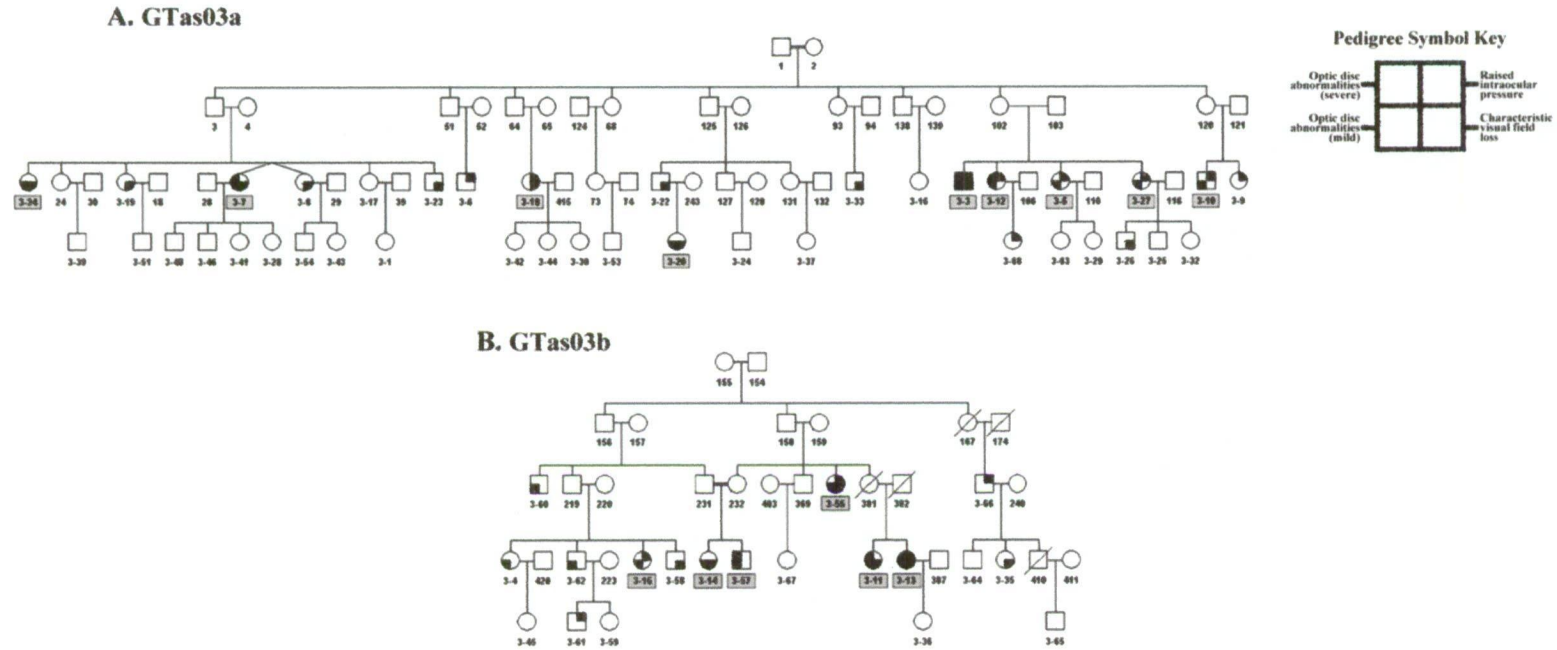 A. GTas03a
Pedigree Symbol Key
Optic disc
abnormalities
(severe)
Raised
intraocular
pressure
Optic disc
abnormalities
(mild)
Characteristic
visual field
loss
1 2
3 4 61 62 64 65 124 68 125 126 93 94 138 139 102 103 120 121
3-34 24 30 3-19 18 28 3-7 3-8 29 3-17 39 3-23 3-6 3-18 415 73 74 3-22 243 127 128 131 132 3-33 3-16 3-3 3-12 106 3-5 110 3-27 116 3-10 3-9
3-39 3-51 3-40 3-46 3-41 3-28 3-54 3-43 3-1 3-42 3-44 3-30 3-53 3-20 3-24 3-37 3-68 3-63 3-29 3-26 3-25 3-32
B. GTas03b
155 154
156 157 158 159 167 174
3-60 219 220 231 232 403 369 3-56 381 382 3-66 240
3-4 420 3-62 223 3-15 3-58 3-14 3-57 3-67 3-11 3-13 387 3-64 3-35 410 411
3-45 3-61 3-59 3-36 3-65